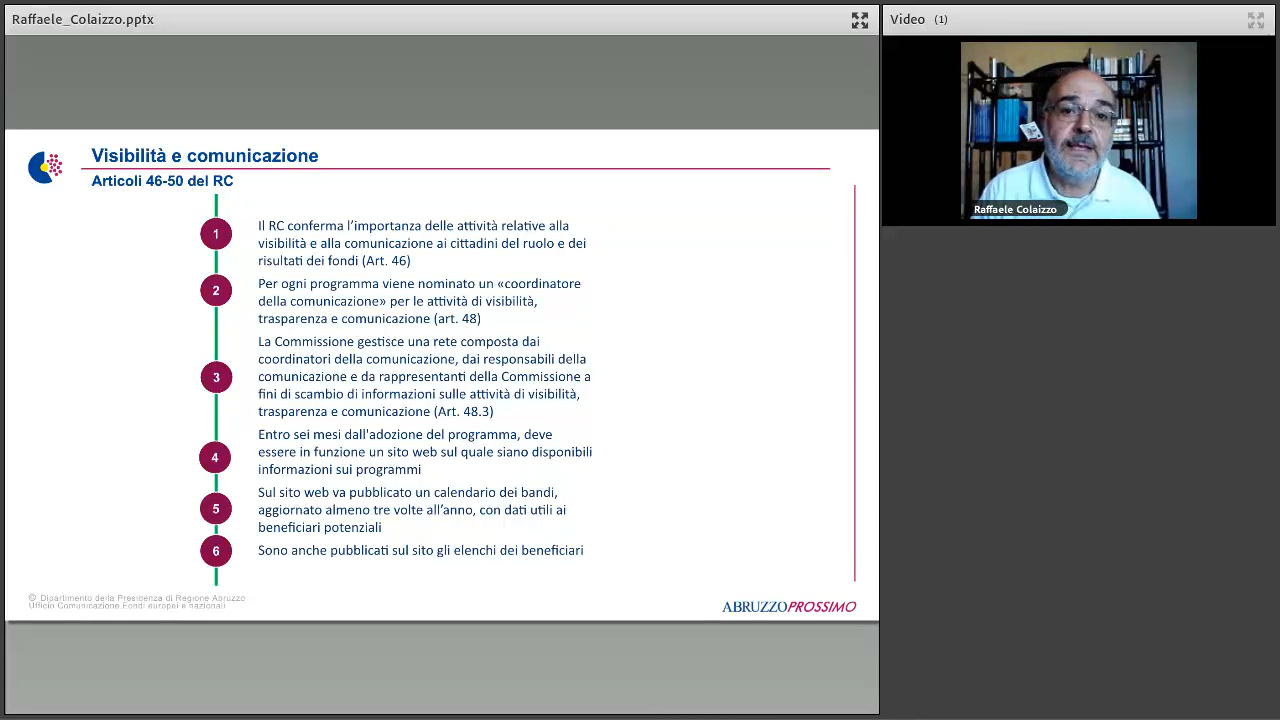 Raffaele_Colaizzo.pptx
Video (1)
Raffaele Colaizzo
Visibilità e comunicazione
Articoli 46-50 del RC
1
Il RC conferma l’importanza delle attività relative alla
visibilità e alla comunicazione ai cittadini del ruolo e dei
risultati dei fondi (Art. 46)
2
Per ogni programma viene nominato un «coordinatore
della comunicazione» per le attività di visibilità,
trasparenza e comunicazione (art. 48)
3
La Commissione gestisce una rete composta dai
coordinatori della comunicazione, dai responsabili della
comunicazione e da rappresentanti della Commissione a
fini di scambio di informazioni sulle attività di visibilità,
trasparenza e comunicazione (Art. 48.3)
4
Entro sei mesi dall'adozione del programma, deve
essere in funzione un sito web sul quale siano disponibili
informazioni sui programmi
5
Sul sito web va pubblicato un calendario dei bandi,
aggiornato almeno tre volte all’anno, con dati utili ai
beneficiari potenziali
6
Sono anche pubblicati sul sito gli elenchi dei beneficiari
© Dipartimento della Presidenza di Regione Abruzzo
Ufficio Comunicazione Fondi europei e nazionali
ABRUZZOPROSSIMO